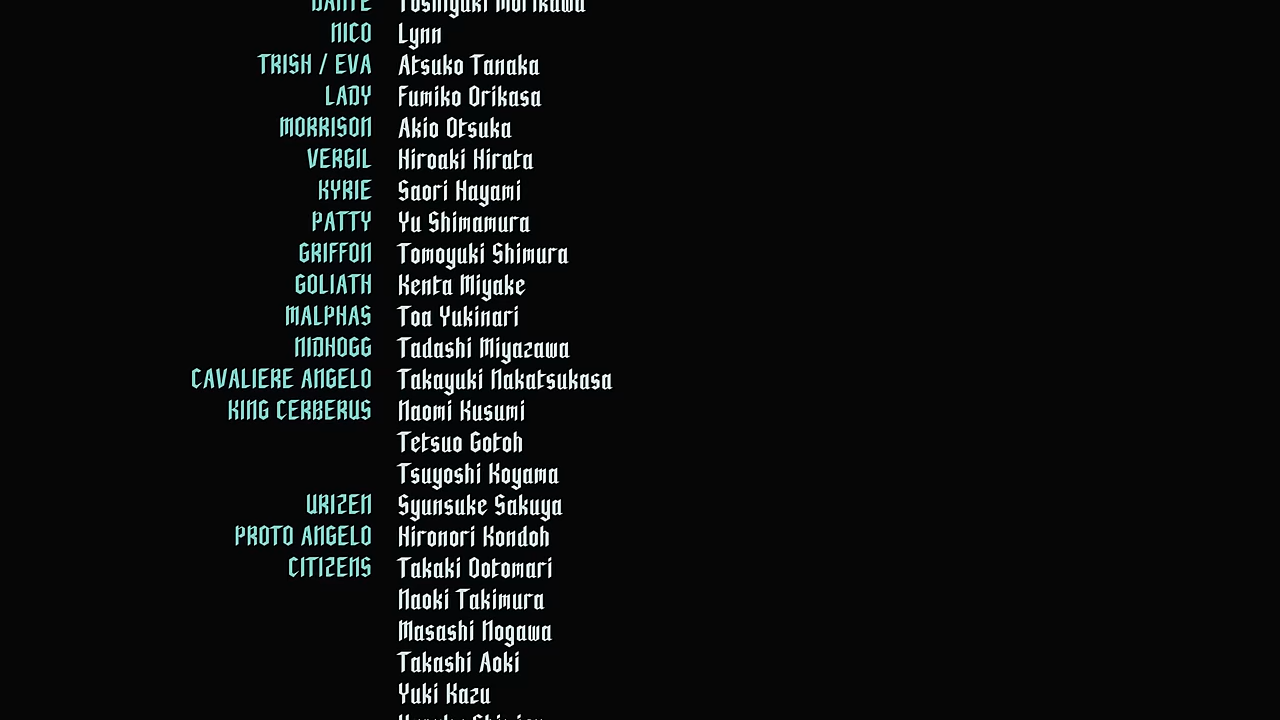 DANTE Toshiyuki Morikawa
NICO Lynn
TRISH / EVA Atsuko Tanaka
LADY Fumiko Orikasa
MORRISON Akio Otsuka
VERGIL Hiroaki Hirata
KYRIE Saori Hayami
PATTY Yu Shimamura
GRIFFON Tomoyuki Shimura
GOLIATH Kenta Miyake
MALPHAS Toa Yukinari
NIDHOGG Tadashi Miyazawa
CAVALIERE ANGELO Takayuki Nakatsukasa
KING CERBERUS Naomi Kusumi
Tetsuo Gotoh
Tsuyoshi Koyama
URIZEN Syunsuke Sakuya
PROTO ANGELO Hironori Kondoh
CITIZENS Takaki Ootomari
Naoki Takimura
Masashi Nogawa
Takashi Aoki
Yuki Kazu